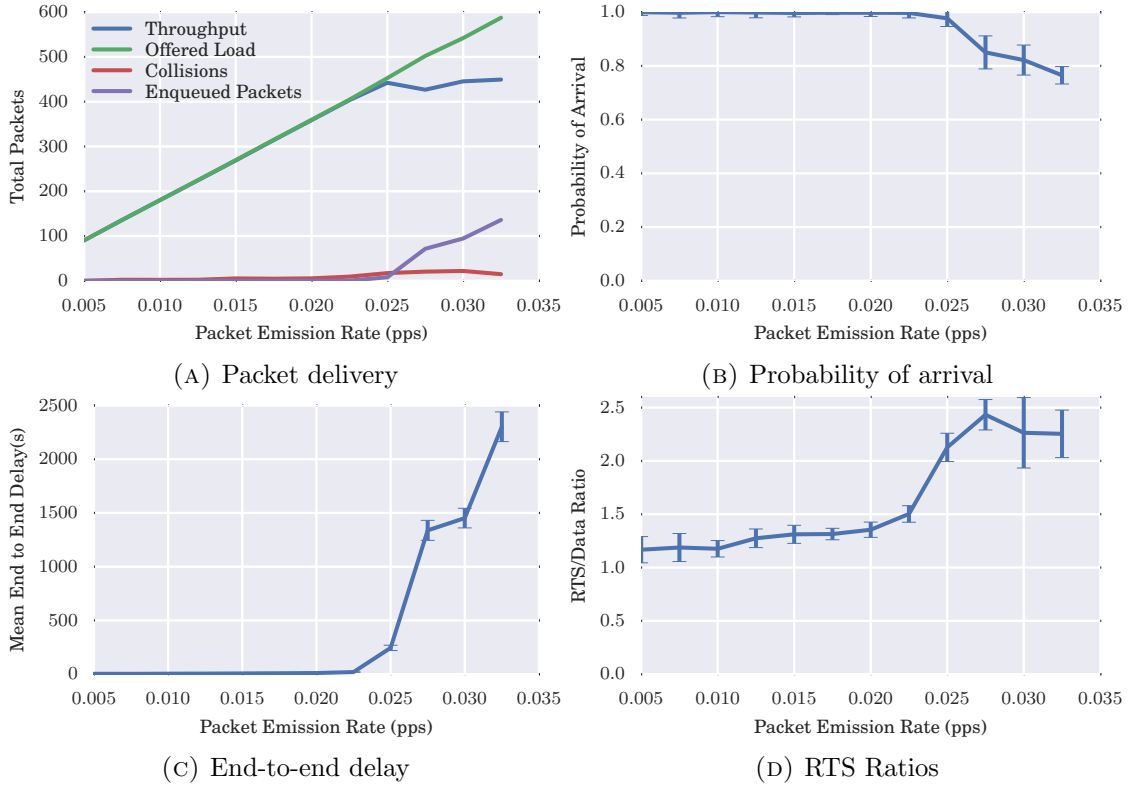 600
500
400
300
200
100
0
Total Packets
Throughput
Offered Load
Collisions
Enqueued Packets
0.005 0.010 0.015 0.020 0.025 0.030 0.035
Packet Emission Rate (pps)
(A) Packet delivery
1.0
0.8
0.6
0.4
0.2
0.0
Probability of Arrival
0.005 0.010 0.015 0.020 0.025 0.030 0.035
Packet Emission Rate (pps)
(B) Probability of arrival
2500
2000
1500
1000
500
0
Mean End to End Delay(s)
0.005 0.010 0.015 0.020 0.025 0.030 0.035
Packet Emission Rate (pps)
(C) End-to-end delay
2.5
2.0
1.5
1.0
0.5
0.0
RTS/Data Ratio
0.005 0.010 0.015 0.020 0.025 0.030 0.035
Packet Emission Rate (pps)
(D) RTS Ratios